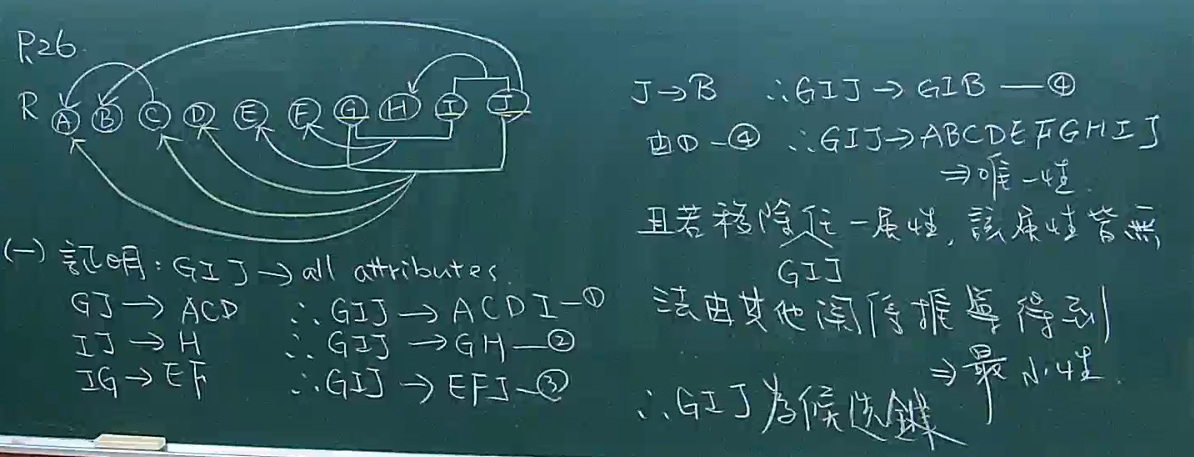 P.26.
R A B C D E F G H I J
(一) 証明: GIJ → all attributes.
GJ → ACD ∴ GIJ → ACDI — ①
IJ → H ∴ GIJ → GH — ②
IG → EF ∴ GIJ → EFJ — ③
J → B ∴ GIJ → GIB — ④
由① - ④ ∴ GIJ → ABCDEFGHIJ
⇒ 唯一性.
且若移除任一屬性, 該屬性皆無
GIJ
法由其他關係推導得到
⇒ 最小性.
∴ GIJ 為候選鍵